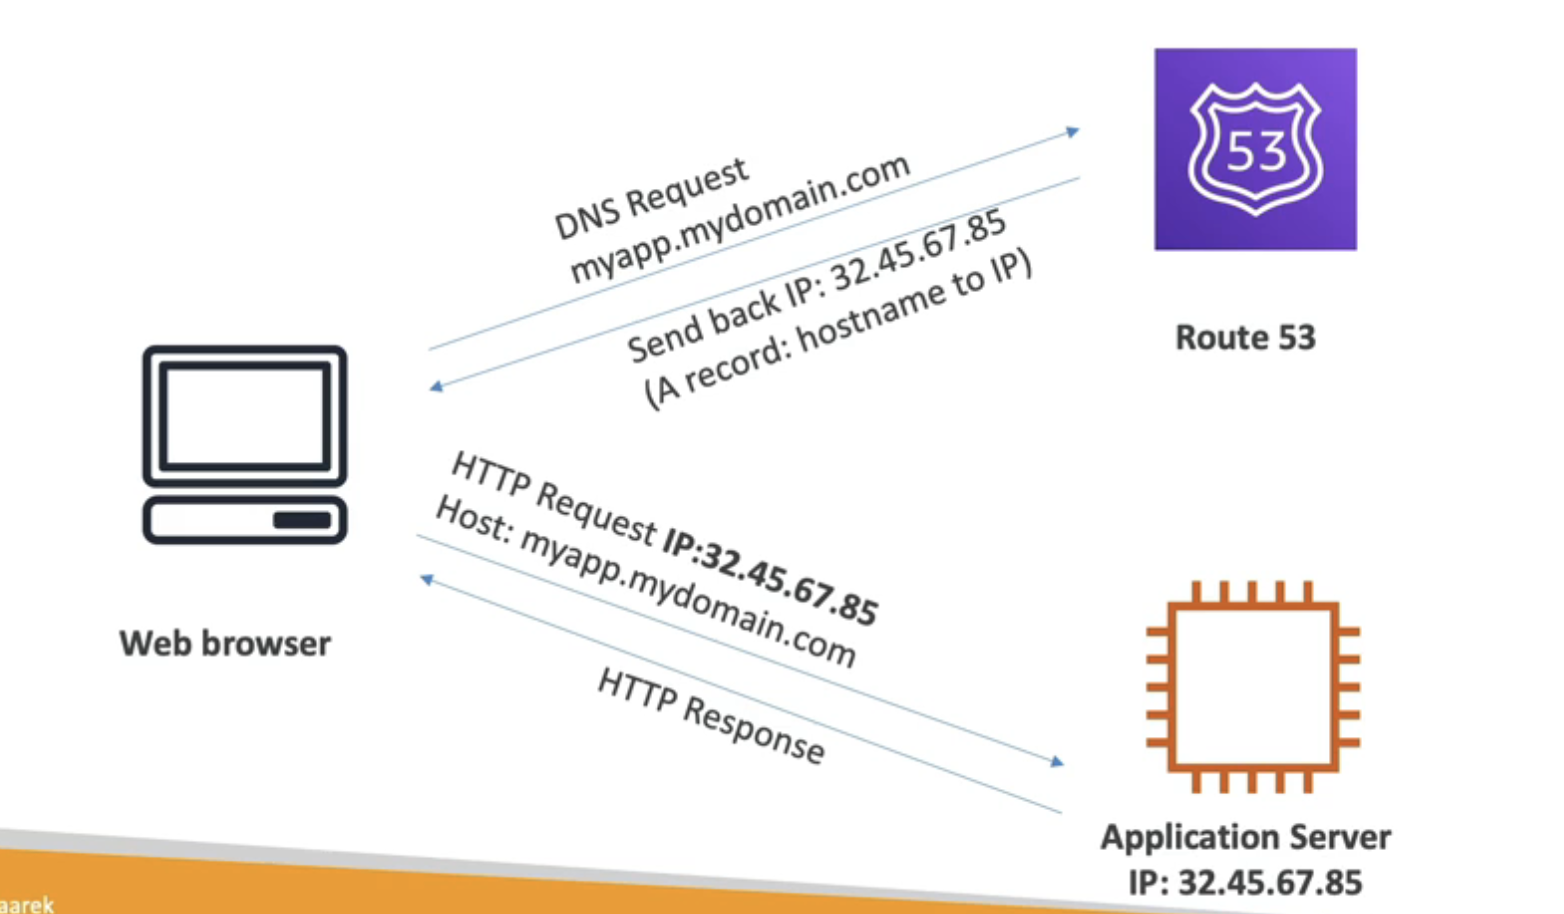 53
DNS Request
myapp.mydomain.com
Send back IP: 32.45.67.85
(A record: hostname to IP)
Route 53
HTTP Request IP:32.45.67.85
Host: myapp.mydomain.com
Web browser
HTTP Response
Application Server
IP: 32.45.67.85
aarek